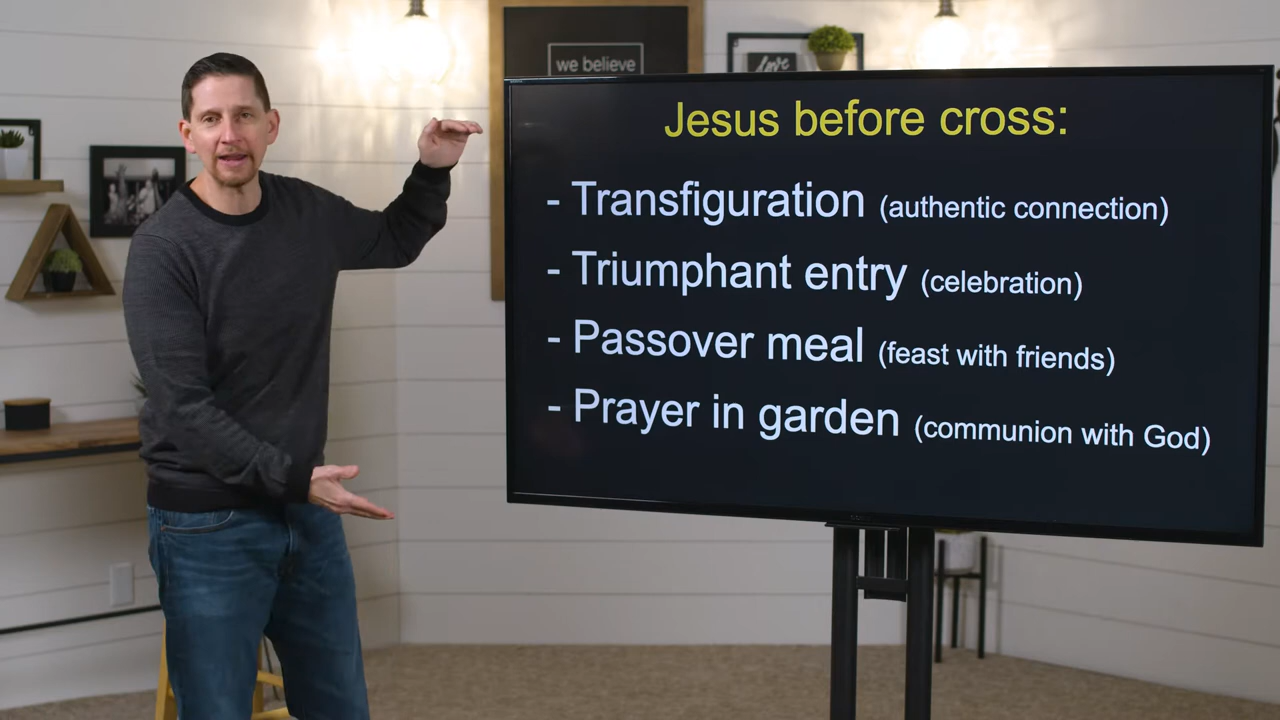 we believe
love
Jesus before cross:
- Transfiguration (authentic connection)
- Triumphant entry (celebration)
- Passover meal (feast with friends)
- Prayer in garden (communion with God)